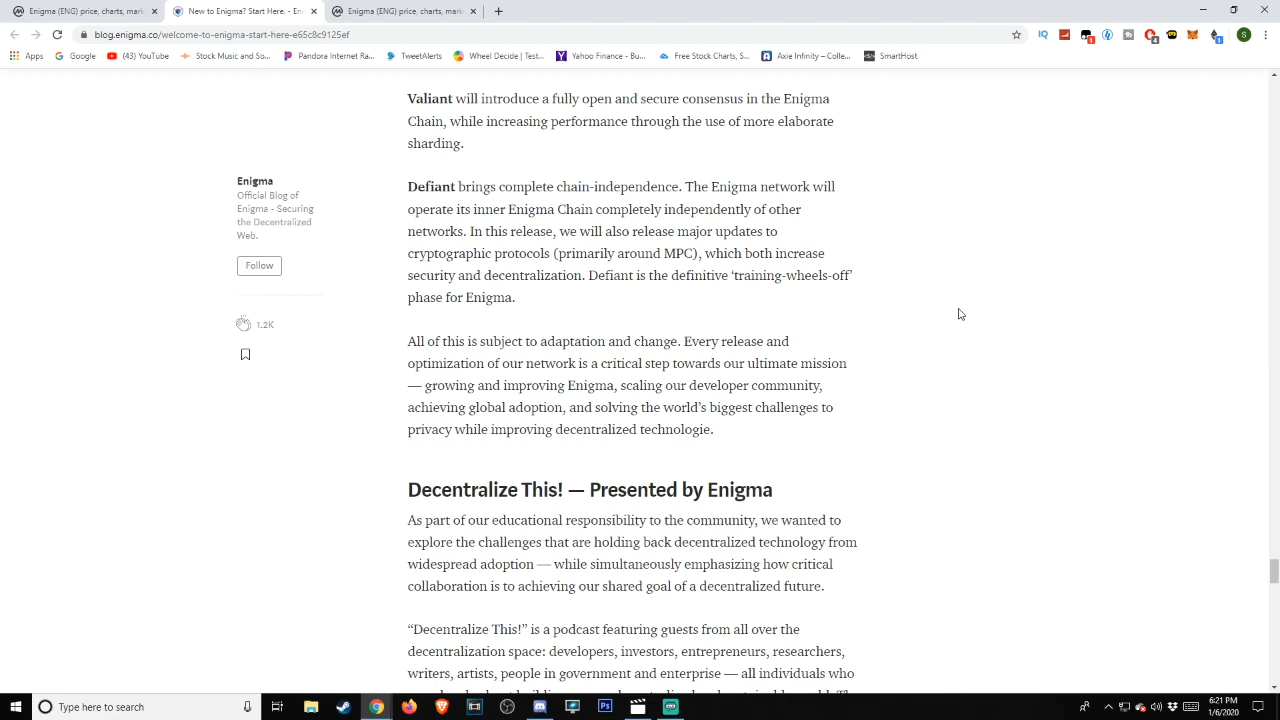 Enigma (ENG) price, charts, mark
New to Enigma? Start Here. - Eni
Enigma (ENG) price, charts, mark
blog.enigma.co/welcome-to-enigma-start-here-e65c8c9125ef
Apps
Google
(43) YouTube
Stock Music and So...
Pandora Internet Ra...
TweetAlerts
Wheel Decide | Test...
Yahoo Finance - Bu...
Free Stock Charts, S...
Axie Infinity – Colle...
SmartHost
Valiant will introduce a fully open and secure consensus in the Enigma
Chain, while increasing performance through the use of more elaborate
sharding.
Defiant brings complete chain-independence. The Enigma network will
operate its inner Enigma Chain completely independently of other
networks. In this release, we will also release major updates to
cryptographic protocols (primarily around MPC), which both increase
security and decentralization. Defiant is the definitive ‘training-wheels-off’
phase for Enigma.
All of this is subject to adaptation and change. Every release and
optimization of our network is a critical step towards our ultimate mission
— growing and improving Enigma, scaling our developer community,
achieving global adoption, and solving the world’s biggest challenges to
privacy while improving decentralized technologie.
Enigma
Official Blog of
Enigma - Securing
the Decentralized
Web.
Follow
1.2K
Decentralize This! — Presented by Enigma
As part of our educational responsibility to the community, we wanted to
explore the challenges that are holding back decentralized technology from
widespread adoption — while simultaneously emphasizing how critical
collaboration is to achieving our shared goal of a decentralized future.
“Decentralize This!” is a podcast featuring guests from all over the
decentralization space: developers, investors, entrepreneurs, researchers,
writers, artists, people in government and enterprise — all individuals who
Type here to search
6:21 PM
1/6/2020